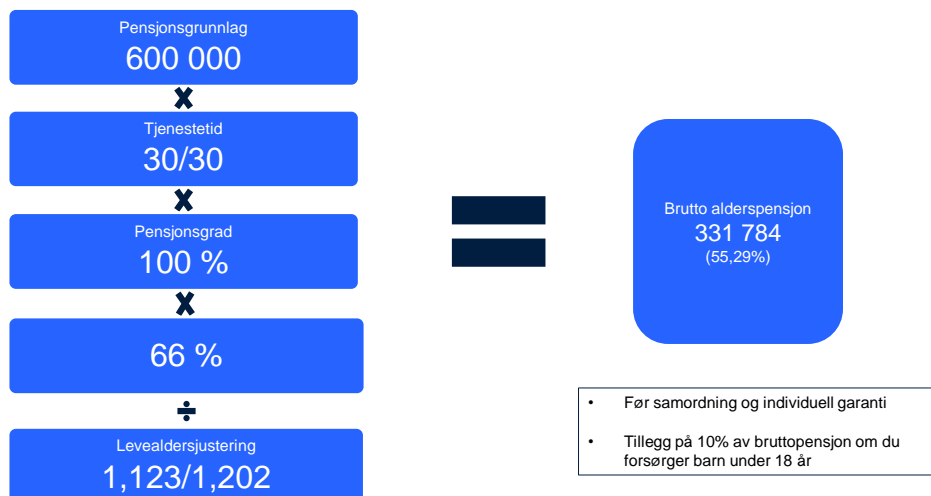 Pensjonsgrunnlag
600 000
x
Tjenestetid
30/30
x
Pensjonsgrad
100 %
x
66 %
÷
Levealdersjustering
1,123/1,202
=
Brutto alderspensjon
331 784
(55,29%)
• Før samordning og individuell garanti
• Tillegg på 10% av bruttopensjon om du
forsørger barn under 18 år